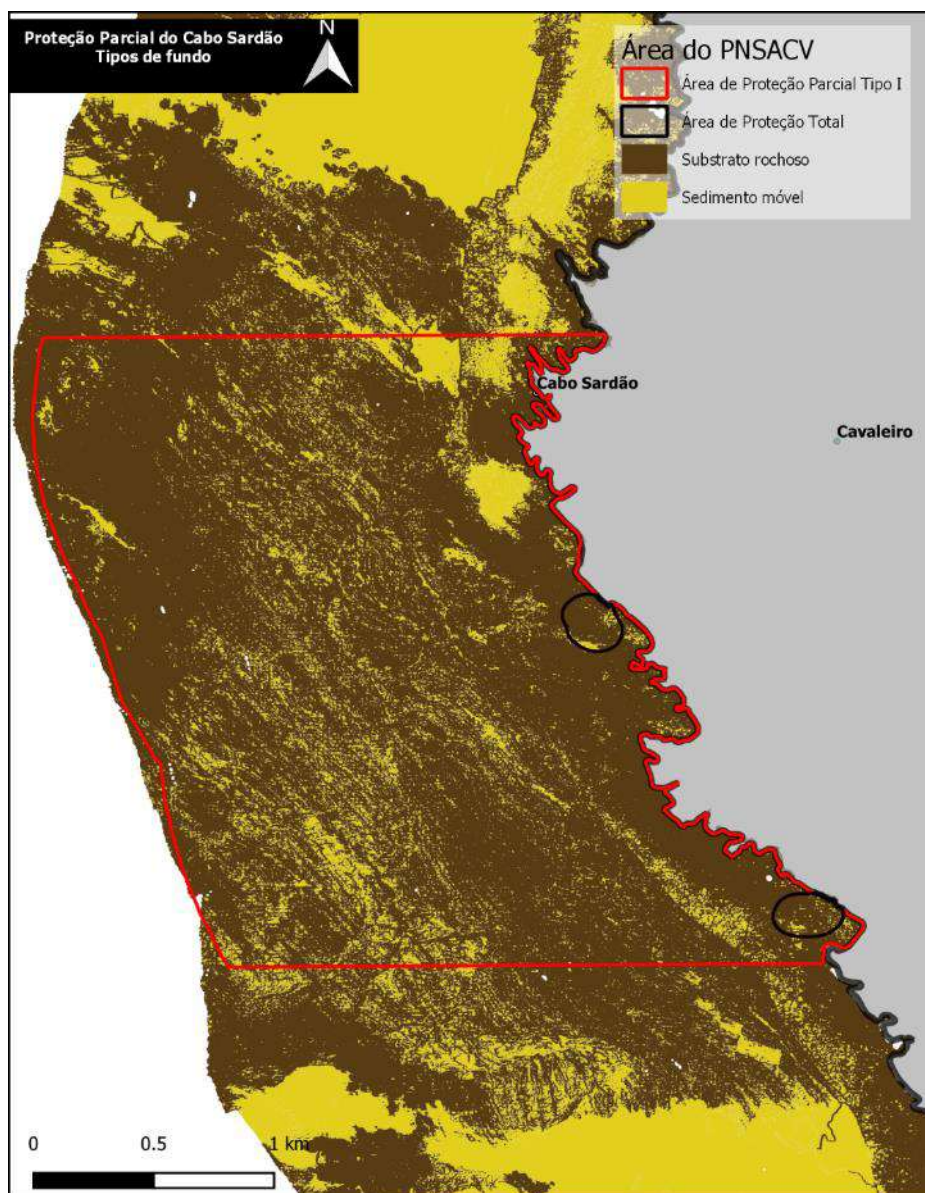 Proteção Parcial do Cabo Sardão
Tipos de fundo
N
Área do PNSACV
Área de Proteção Parcial Tipo I
Área de Proteção Total
Substrato rochoso
Sedimento móvel
Cabo Sardão
Cavaleiro
0 0.5 1 km